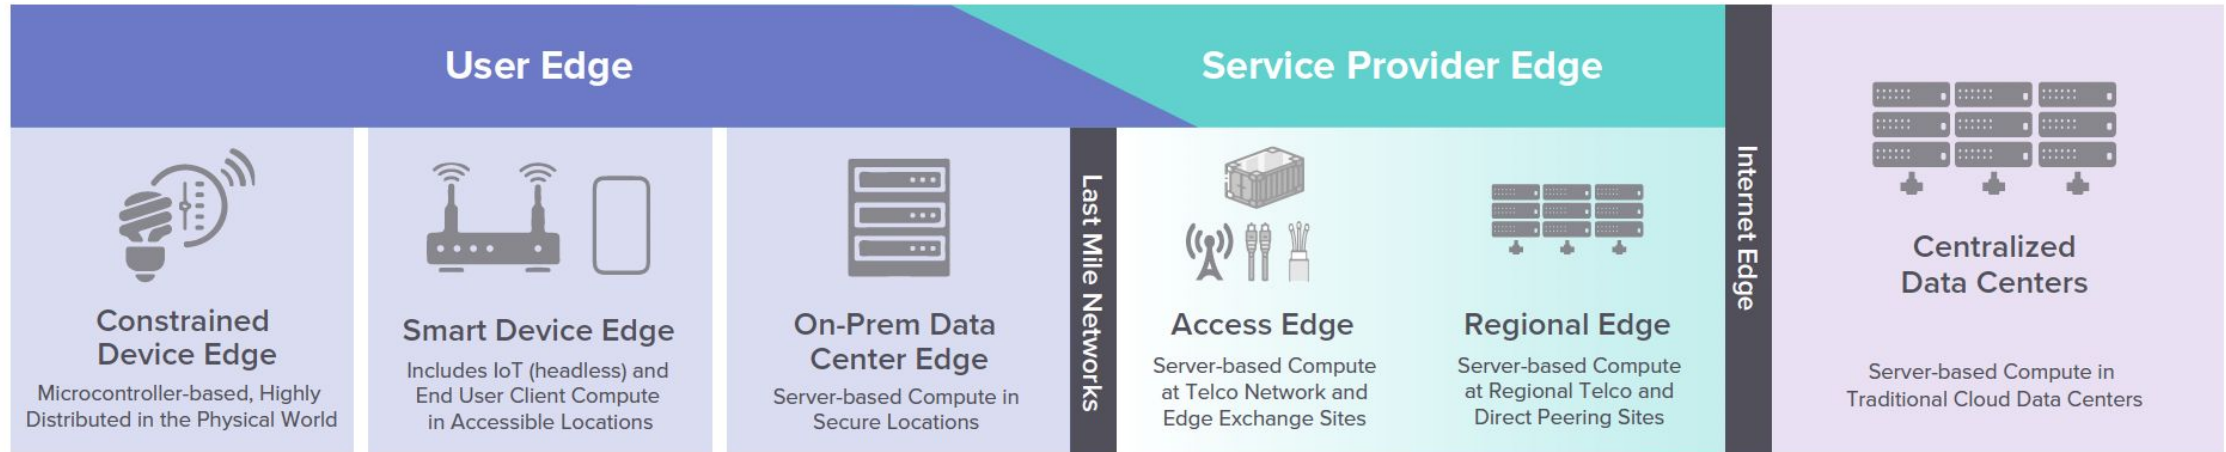 User Edge
Service Provider Edge
Constrained
Device Edge
Microcontroller-based, Highly
Distributed in the Physical World
Smart Device Edge
Includes IoT (headless) and
End User Client Compute
in Accessible Locations
On-Prem Data
Center Edge
Server-based Compute in
Secure Locations
Last Mile Networks
Access Edge
Server-based Compute
at Telco Network and
Edge Exchange Sites
Regional Edge
Server-based Compute
at Regional Telco and
Direct Peering Sites
Internet Edge
Centralized
Data Centers
Server-based Compute in
Traditional Cloud Data Centers